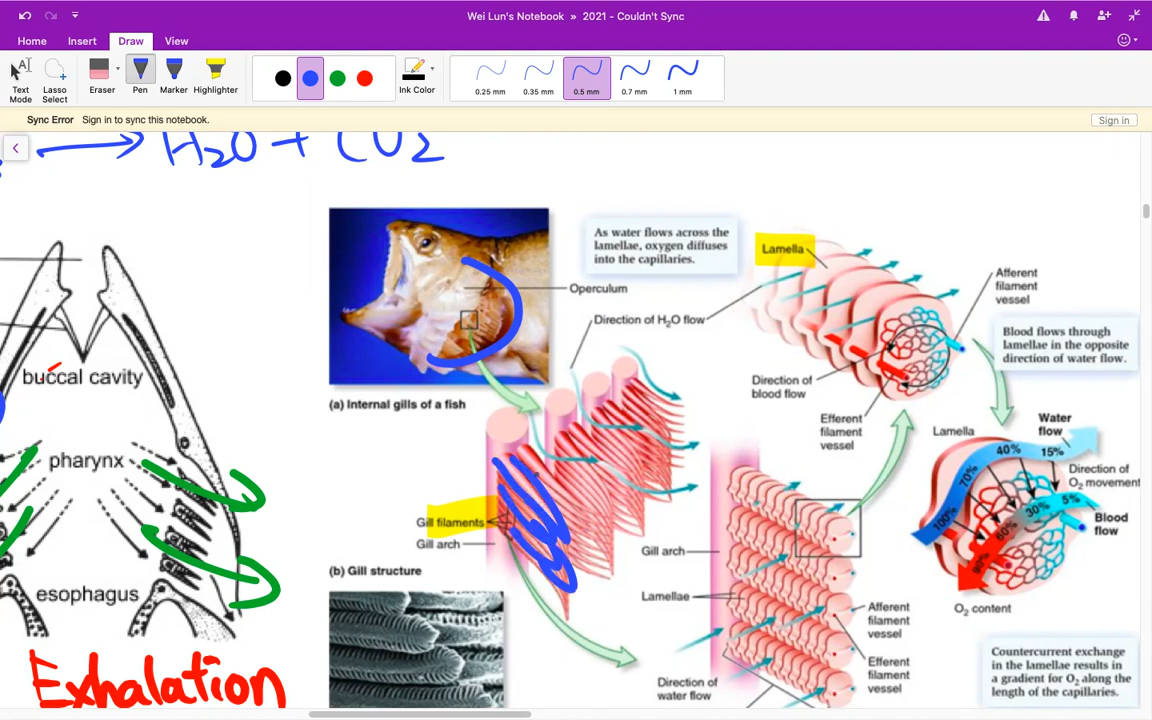 Wei Lun's Notebook » 2021 - Couldn't Sync
Home Insert Draw View
Text Mode
Lasso Select
Eraser
Pen
Marker
Highlighter
Ink Color
0.25 mm
0.35 mm
0.5 mm
0.7 mm
1 mm
Sync Error Sign in to sync this notebook.
Sign in
→ H2O + CO2
buccal cavity
pharynx
esophagus
Exhalation
As water flows across the
lamellae, oxygen diffuses
into the capillaries.
Operculum
Direction of H₂O flow
(a) Internal gills of a fish
Gill filaments
Gill arch
(b) Gill structure
Lamella
Afferent
filament
vessel
Blood flows through
lamellae in the opposite
direction of water flow.
Direction of
blood flow
Efferent
filament
vessel
Lamella
Water
flow
100%
70%
40%
15%
Direction of
O₂ movement
90%
60%
30%
5%
Blood
flow
O₂ content
Gill arch
Lamellae
Afferent
filament
vessel
Efferent
filament
vessel
Direction of
water flow
Countercurrent exchange
in the lamellae results in
a gradient for O₂ along the
length of the capillaries.